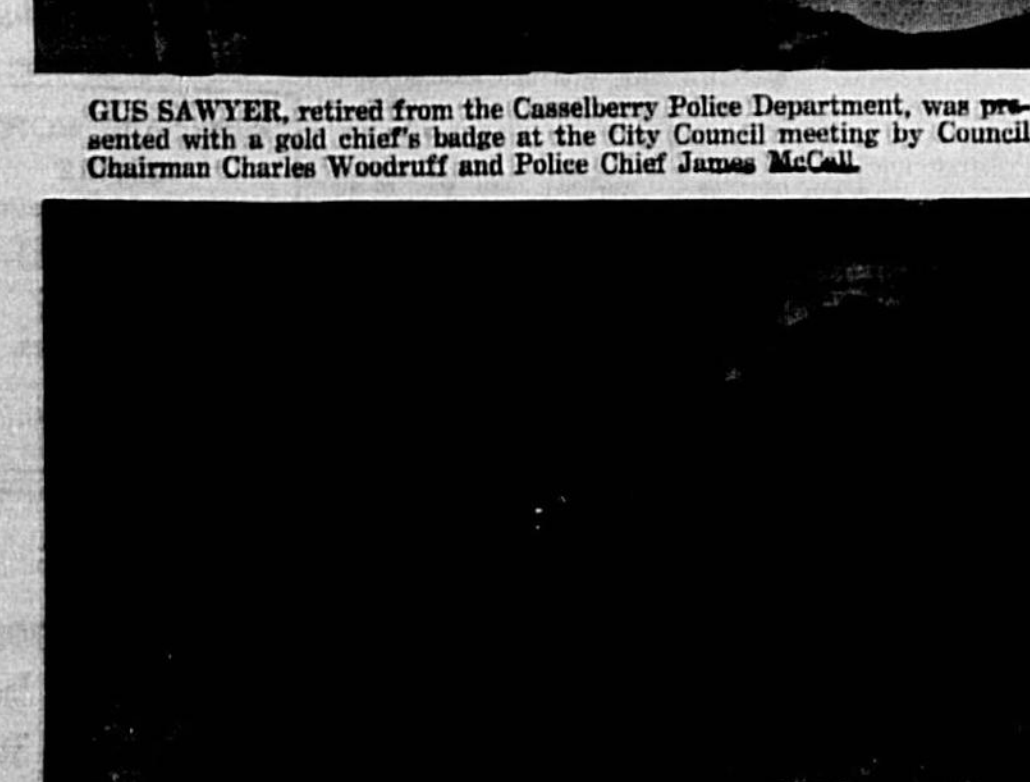 GUS SAWYER, retired from the Casselberry Police Department, was pre-
sented with a gold chief's badge at the City Council meeting by Council
Chairman Charles Woodruff and Police Chief James McCall.